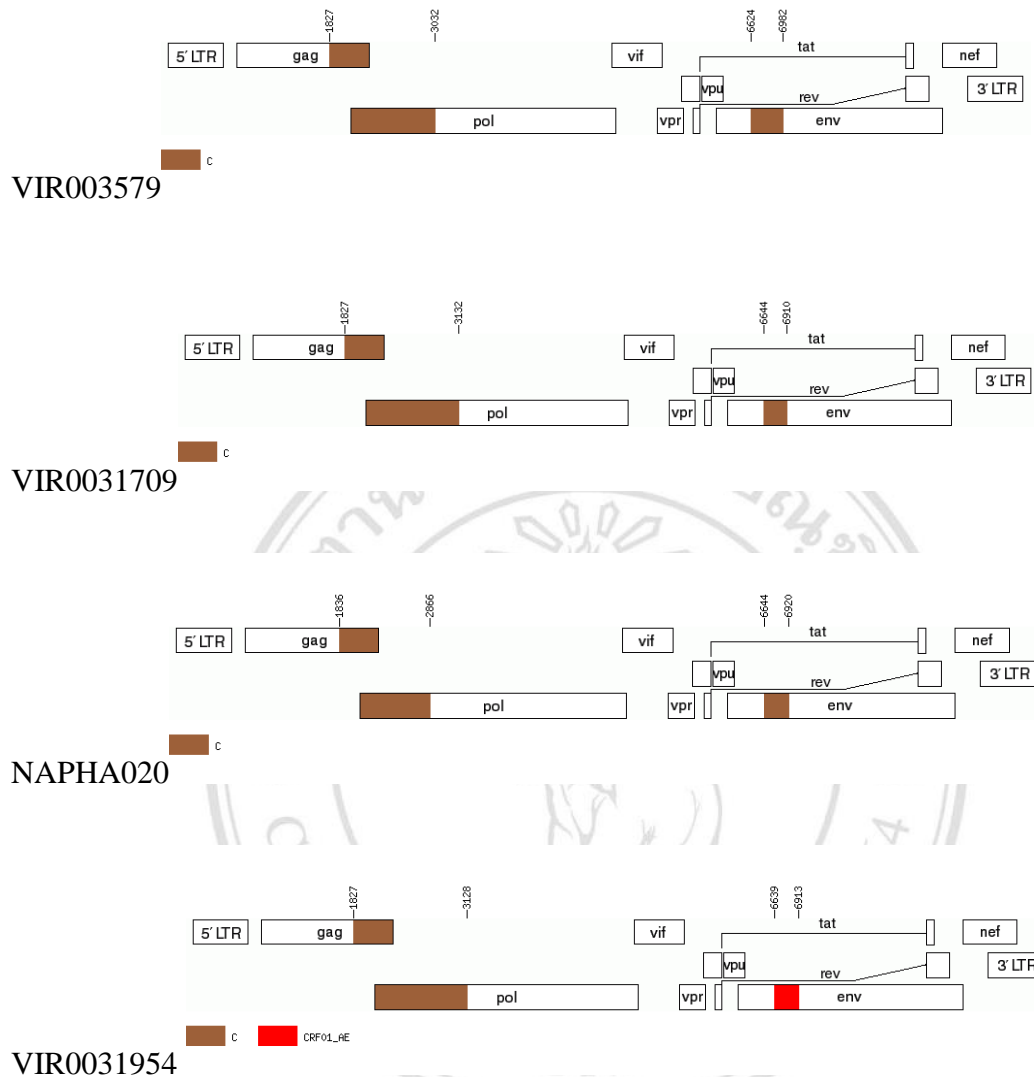 1827 3032 6624 6982
5´ LTR gag vif tat nef
vpu rev 3´ LTR
pol vpr env
C
VIR003579
1827 3132 6644 6910
5´ LTR gag vif tat nef
vpu rev 3´ LTR
pol vpr env
C
VIR0031709
1836 2866 6644 6920
5´ LTR gag vif tat nef
vpu rev 3´ LTR
pol vpr env
C
NAPHA020
1827 3128 6639 6913
5´ LTR gag vif tat nef
vpu rev 3´ LTR
pol vpr env
C CRF01_AE
VIR0031954